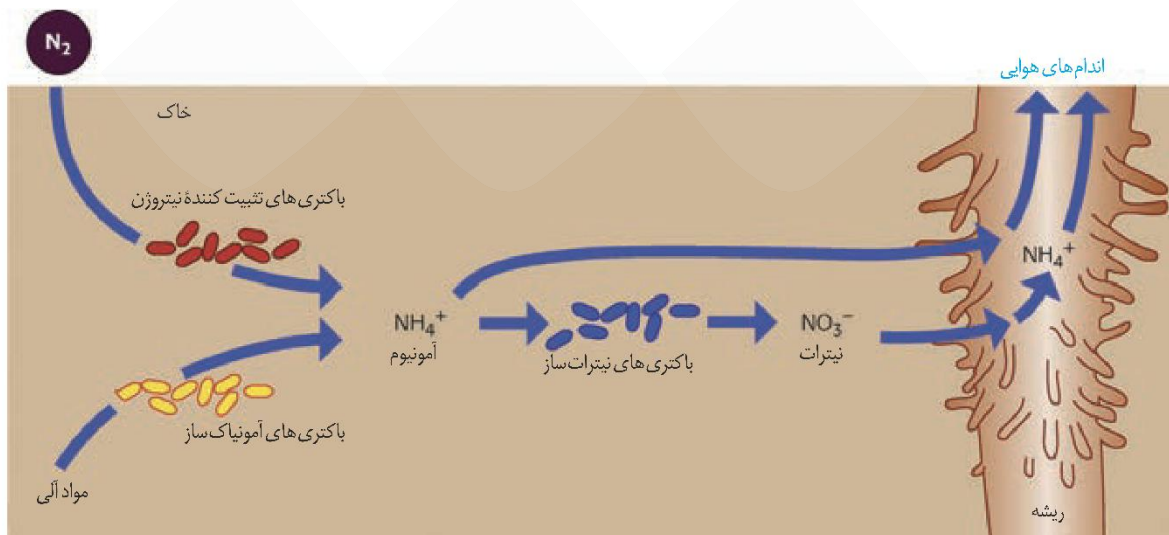 N₂
اندام‌های هوایی
خاک
باکتری‌های تثبیت کنندهٔ نیتروژن
NH₄⁺
NH₄⁺
آمونیوم
باکتری‌های نیترات‌ساز
NO₃⁻
نیترات
باکتری‌های آمونیاک‌ساز
مواد آلی
ریشه